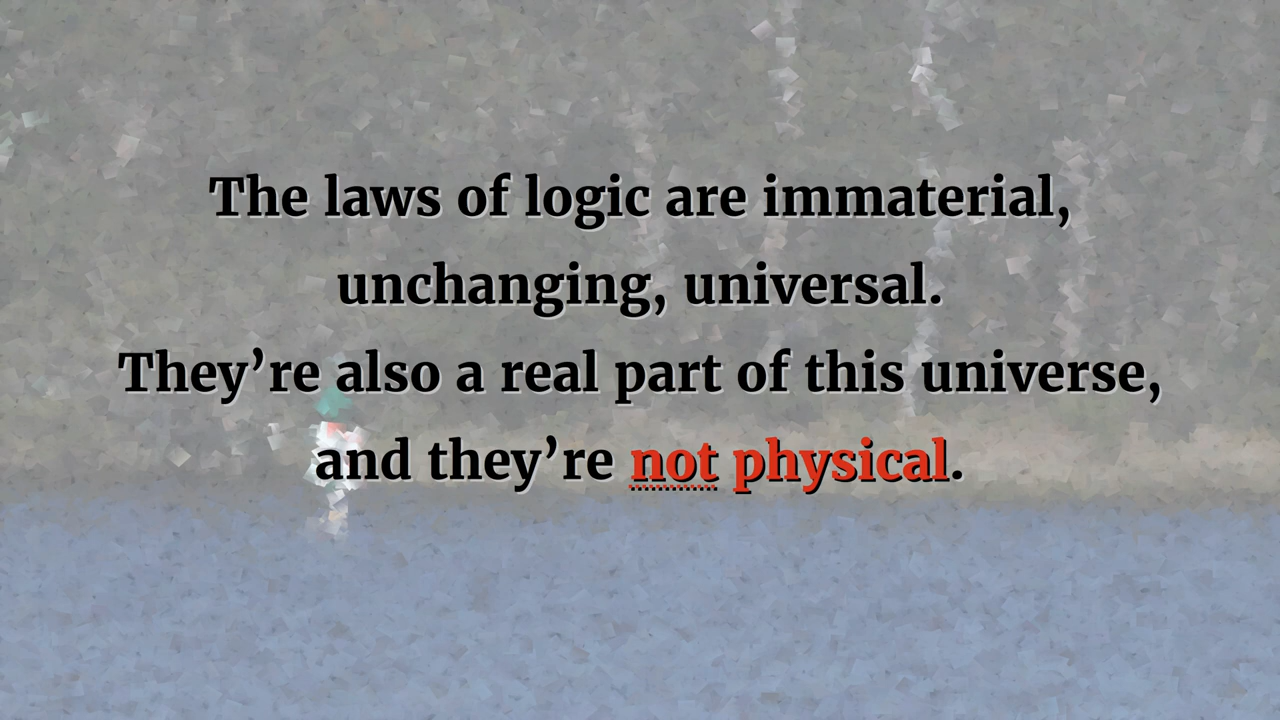 The laws of logic are immaterial,
unchanging, universal.
They’re also a real part of this universe,
and they’re not physical.